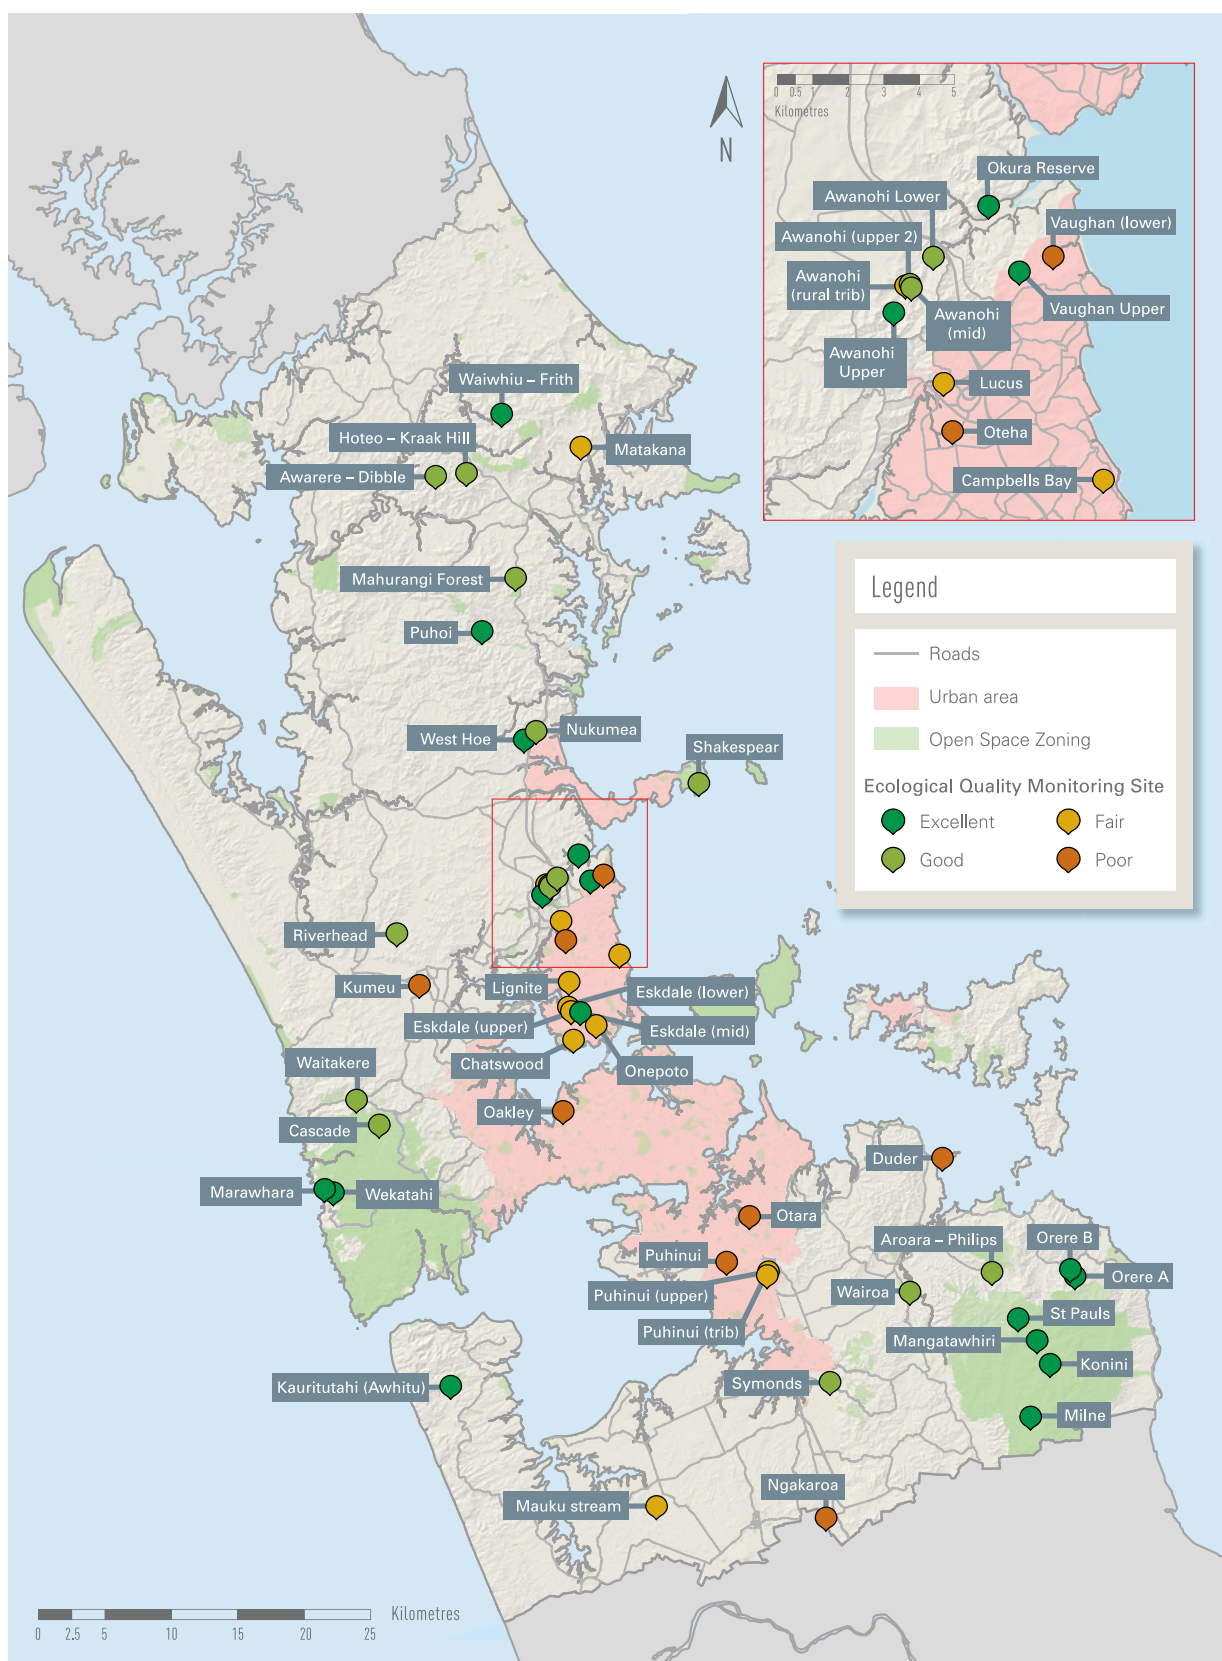 0 0.5 1 2 3 4 5
Kilometres
N
Okura Reserve
Awanohi Lower
Vaughan (lower)
Awanohi (upper 2)
Awanohi
(rural trib)
Vaughan Upper
Awanohi
(mid)
Awanohi
Upper
Lucus
Oteha
Campbells Bay
Waiwhiu – Frith
Hoteo – Kraak Hill
Matakana
Awarere – Dibble
Mahurangi Forest
Puhoi
Nukumea
West Hoe
Shakespear
Legend
Roads
Urban area
Open Space Zoning
Ecological Quality Monitoring Site
Excellent
Fair
Good
Poor
Riverhead
Kumeu
Lignite
Eskdale (lower)
Eskdale (upper)
Eskdale (mid)
Chatswood
Onepoto
Waitakere
Oakley
Cascade
Duder
Marawhara
Wekatahi
Otara
Aroara – Philips
Orere B
Puhinui
Orere A
Puhinui (upper)
Wairoa
St Pauls
Puhinui (trib)
Mangatawhiri
Konini
Symonds
Kauritutahi (Awhitu)
Milne
Ngakaroa
Mauku stream
Kilometres
0 2.5 5 10 15 20 25